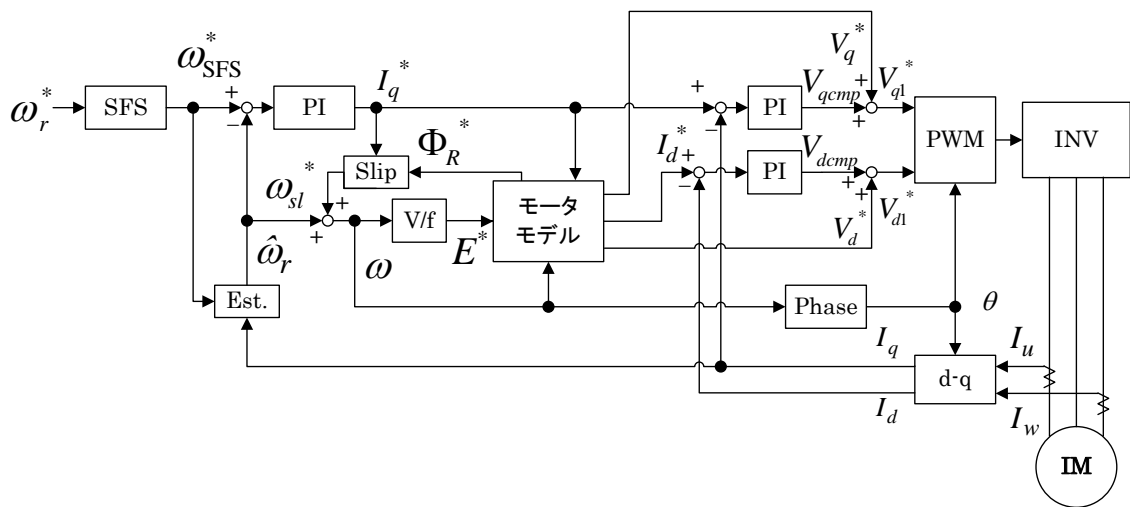 ω_r^*
SFS
ω_SFS^*
+
−
PI
I_q^*
Slip
Φ_R^*
ω_sl^*
+
+
ω̂_r
ω
V/f
E^*
モータ
モデル
Est.
+
−
I_d^*
+
−
PI
V_qcmp
V_q^*
+
+
V_q1^*
PI
V_dcmp
+
+
V_d1^*
V_d^*
PWM
INV
Phase
θ
I_q
I_d
d-q
I_u
I_w
IM